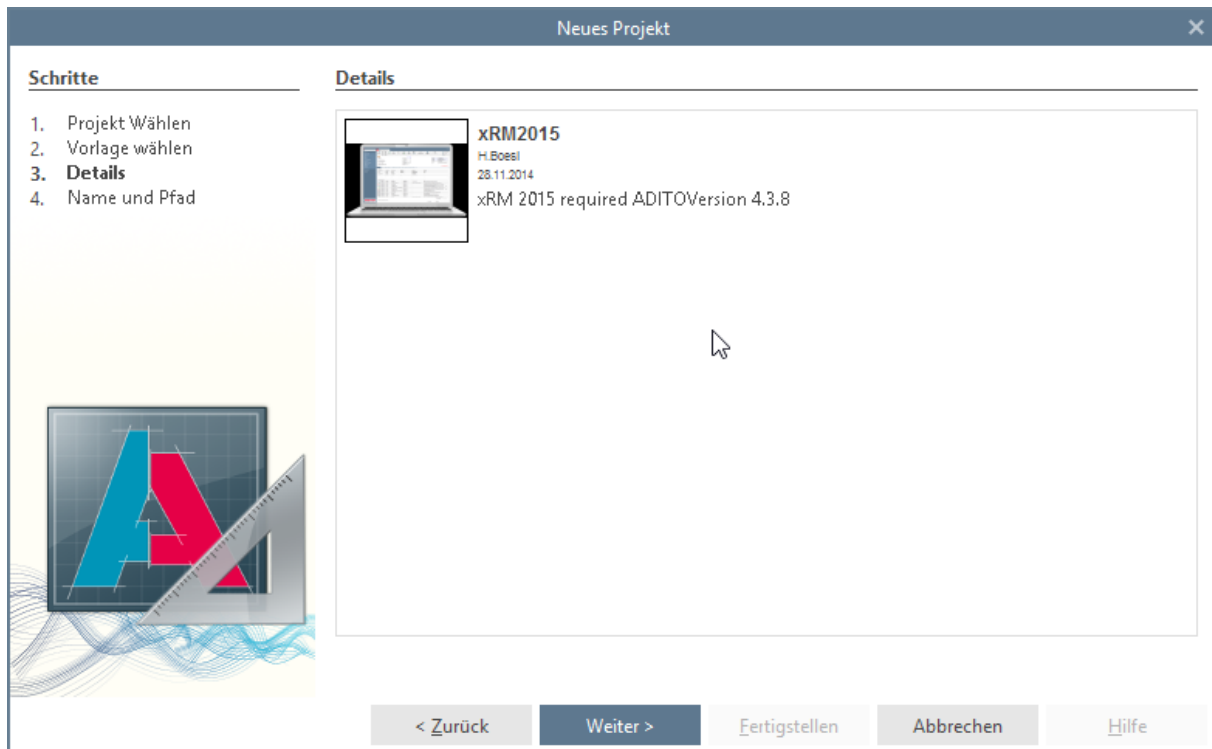 Neues Projekt
Schritte
1. Projekt Wählen
2. Vorlage wählen
3. Details
4. Name und Pfad
Details
xRM2015
H.Boesl
28.11.2014
xRM 2015 required ADITOVersion 4.3.8
< Zurück
Weiter >
Fertigstellen
Abbrechen
Hilfe